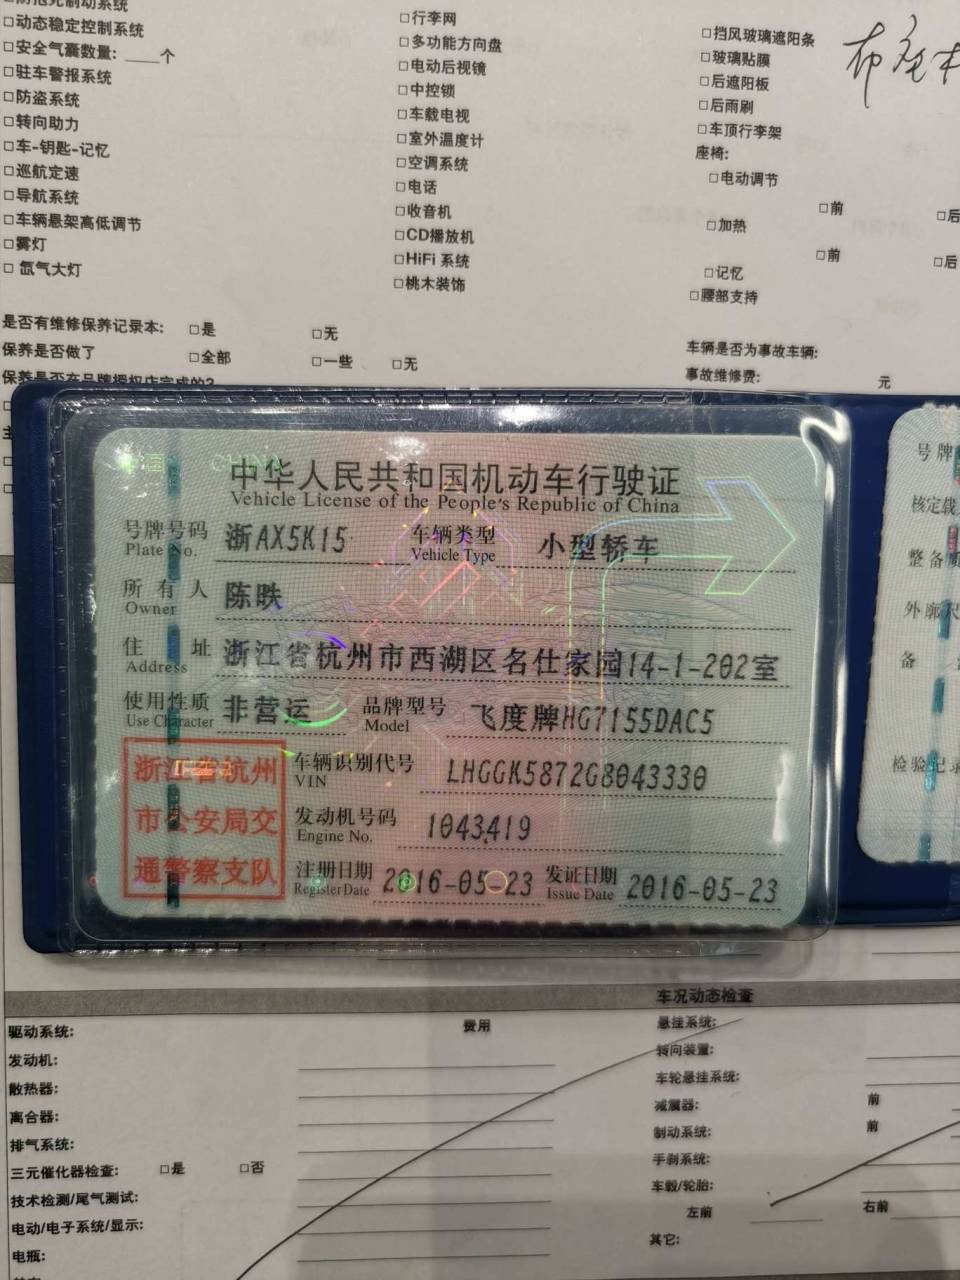 □动态稳定控制系统
□安全气囊数量: ___个
□驻车警报系统
□防盗系统
□转向助力
□车-钥匙-记忆
□巡航定速
□导航系统
□车辆悬架高低调节
□雾灯
□ 氙气大灯
□行李网
□多功能方向盘
□电动后视镜
□中控锁
□车载电视
□室外温度计
□空调系统
□电话
□收音机
□CD播放机
□HiFi 系统
□桃木装饰
□挡风玻璃遮阳条
□玻璃贴膜
□后遮阳板
□后雨刷
□车顶行李架
座椅:
□电动调节
□前 □后
□加热
□前 □后
□记忆
□腰部支持
是否有维修保养记录本: □是 □无
保养是否做了 □全部 □一些 □无
保养是否在品牌授权店完成的?
车辆是否为事故车辆:
事故维修费: 元
中华人民共和国机动车行驶证
Vehicle License of the People's Republic of China
号牌号码 浙AX5K15 车辆类型 小型轿车
Plate No. Vehicle Type
所有人 陈昳
Owner
住址 浙江省杭州市西湖区名仕家园14-1-202室
Address
使用性质 非营运 品牌型号 飞度牌HG7155DAC5
Use Character Model
浙江省杭州
市公安局交
通警察支队
车辆识别代号 LHGGK5872G8043330
VIN
发动机号码 1043419
Engine No.
注册日期 2016-05-23 发证日期 2016-05-23
Register Date Issue Date
号牌
核定载
整备质
外廓尺
备
检验记录
车况动态检查
费用
驱动系统:
发动机:
散热器:
离合器:
排气系统:
三元催化器检查: □是 □否
技术检测/尾气测试:
电动/电子系统/显示:
电瓶:
悬挂系统:
转向装置:
车轮悬挂系统:
减震器: 前
制动系统: 前
手刹系统:
车毂/轮胎:
左前 右前
其它: